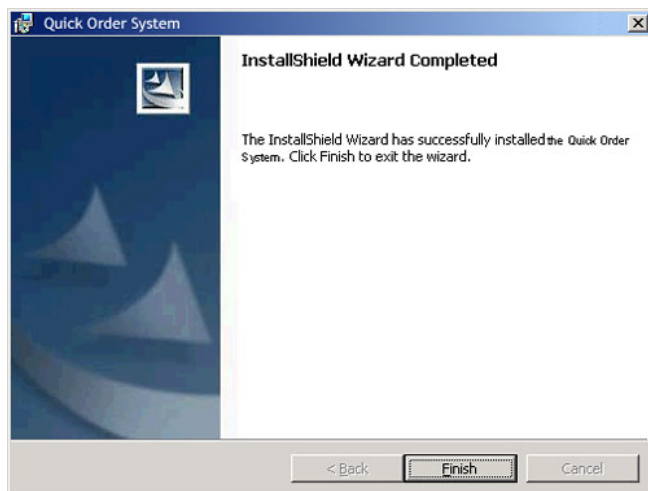 Quick Order System
InstallShield Wizard Completed
The InstallShield Wizard has successfully installed the Quick Order
System. Click Finish to exit the wizard.
< Back
Finish
Cancel